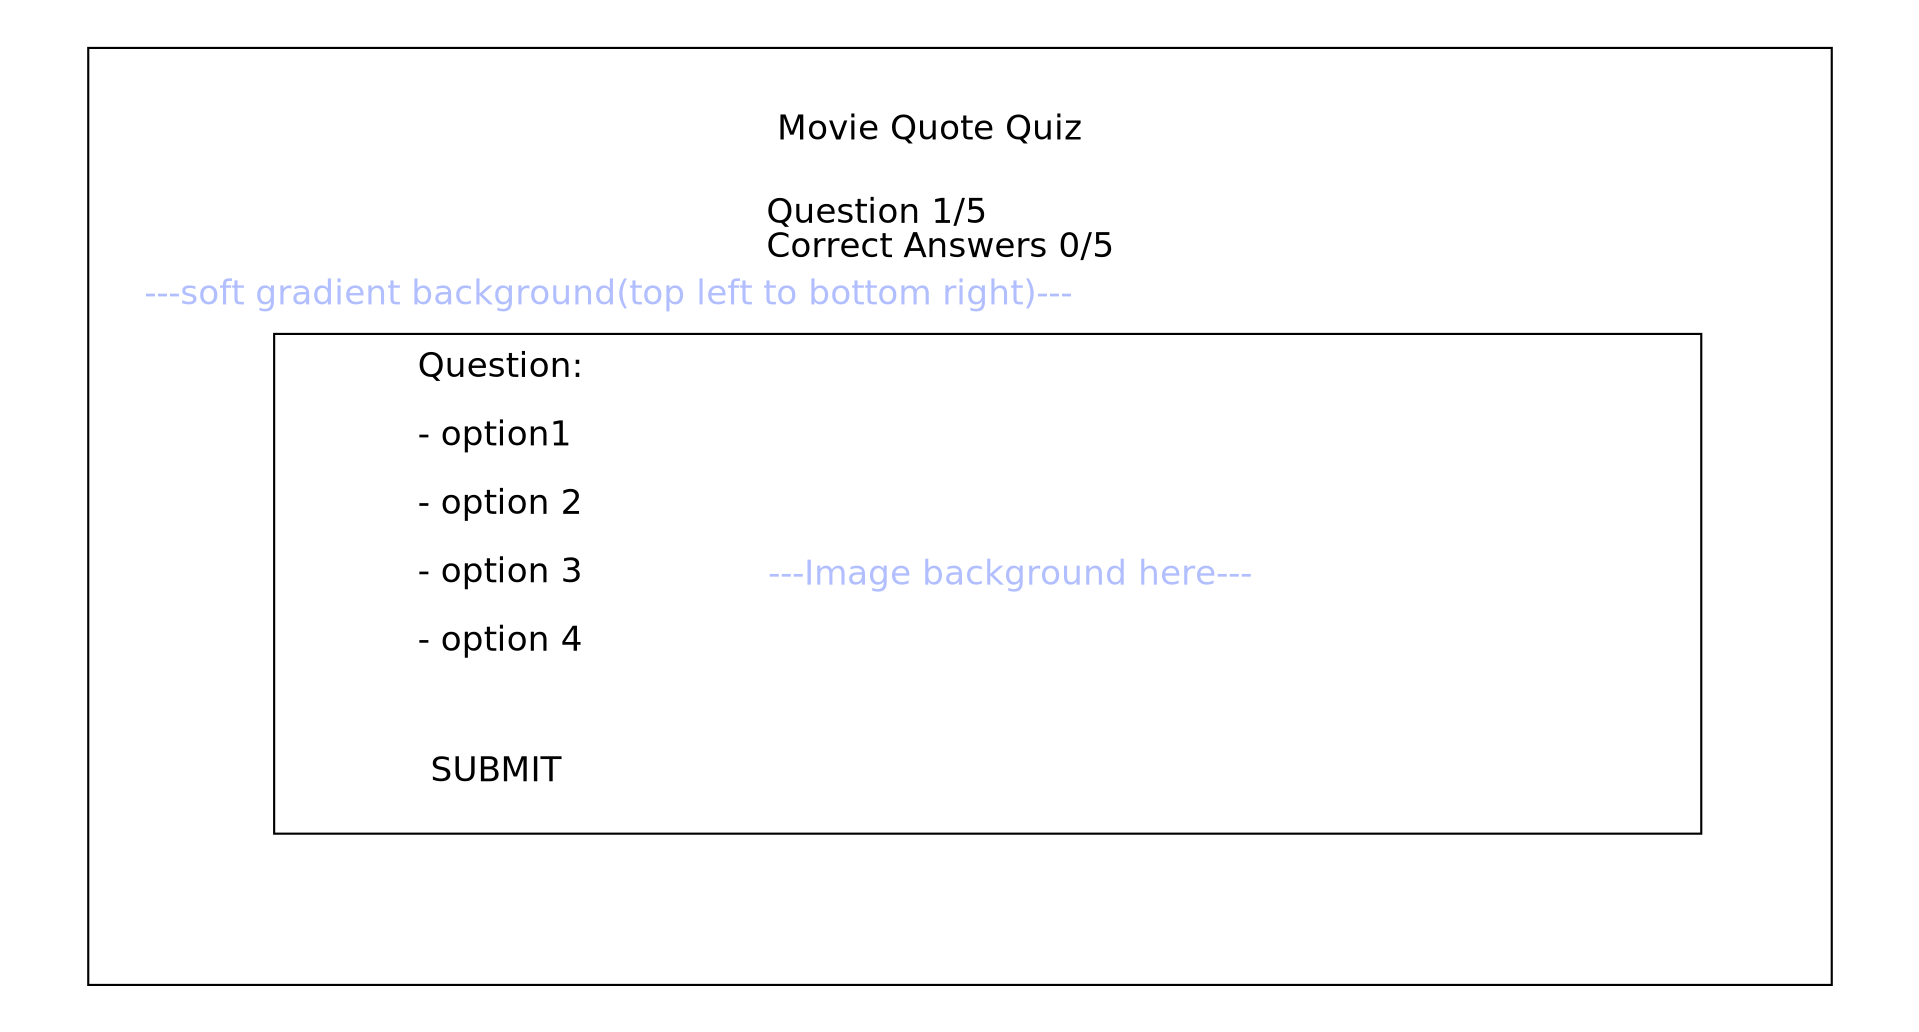 Movie Quote Quiz
Question 1/5
Correct Answers 0/5
---soft gradient background(top left to bottom right)---
Question:
- option1
- option 2
- option 3
---Image background here---
- option 4
SUBMIT